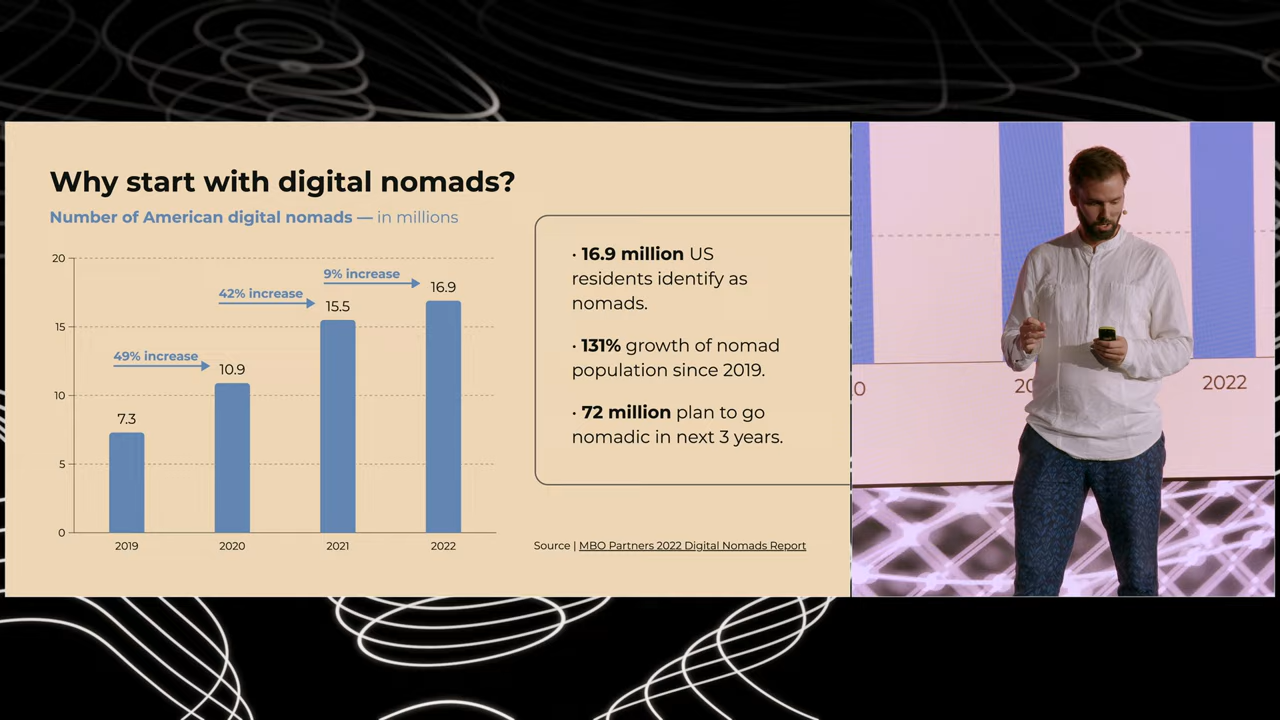 Why start with digital nomads?
Number of American digital nomads — in millions
20
15
10
5
0
7.3
49% increase
10.9
42% increase
15.5
9% increase
16.9
2019
2020
2021
2022
· 16.9 million US
residents identify as
nomads.
· 131% growth of nomad
population since 2019.
· 72 million plan to go
nomadic in next 3 years.
Source | MBO Partners 2022 Digital Nomads Report
0
20
2022